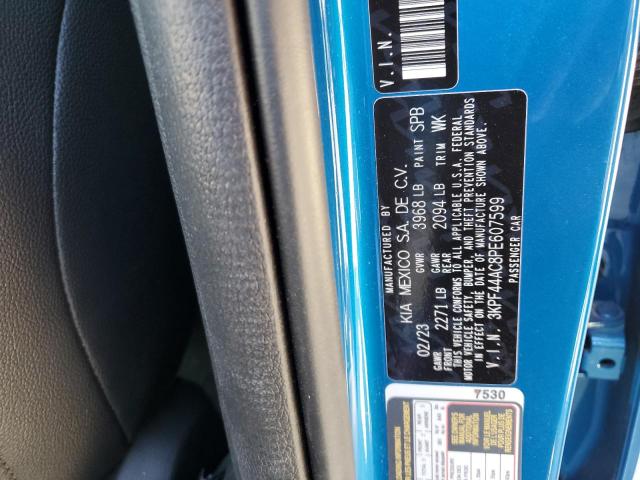 V.I.N.
MANUFACTURED BY
KIA MEXICO S.A. DE C.V.
02/23 GVWR 3968 LB PAINT SPB
GAWR FRONT 2271 LB GAWR REAR 2094 LB TRIM WK
THIS VEHICLE CONFORMS TO ALL APPLICABLE U.S.A. FEDERAL
MOTOR VEHICLE SAFETY, BUMPER, AND THEFT PREVENTION STANDARDS
IN EFFECT ON THE DATE OF MANUFACTURE SHOWN ABOVE.
V.I.N. 3KPF44AC8PE607599
PASSENGER CAR
7530